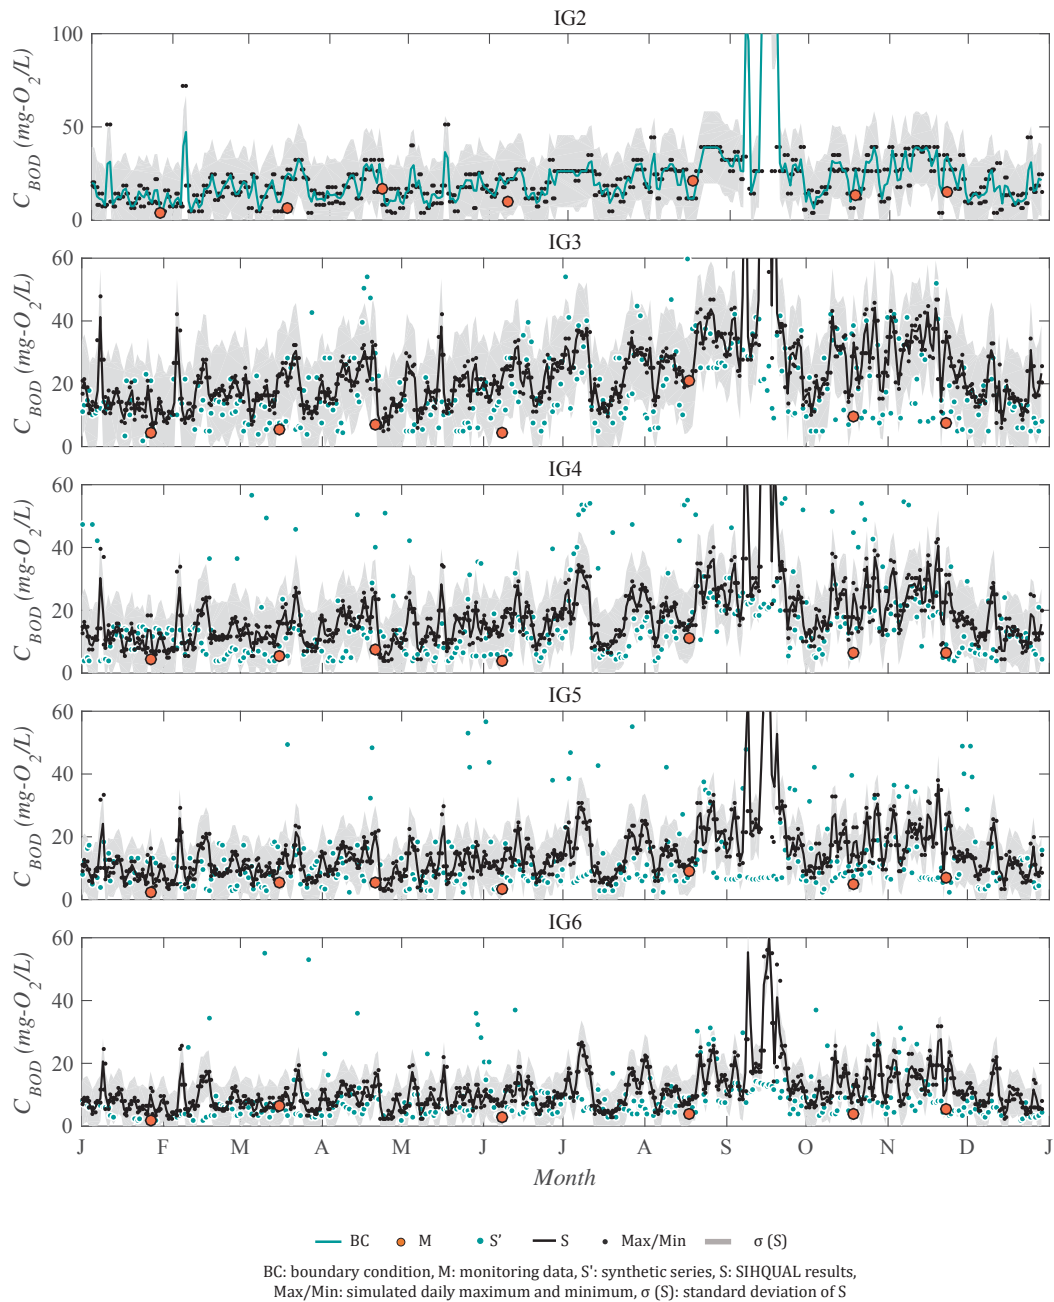 IG2
100
50
0
C_BOD (mg-O_2/L)
IG3
60
40
20
0
C_BOD (mg-O_2/L)
IG4
60
40
20
0
C_BOD (mg-O_2/L)
IG5
60
40
20
0
C_BOD (mg-O_2/L)
IG6
60
40
20
0
C_BOD (mg-O_2/L)
J F M A M J J A S O N D J
Month
BC M S' S Max/Min σ (S)
BC: boundary condition, M: monitoring data, S': synthetic series, S: SIHQUAL results,
Max/Min: simulated daily maximum and minimum, σ (S): standard deviation of S